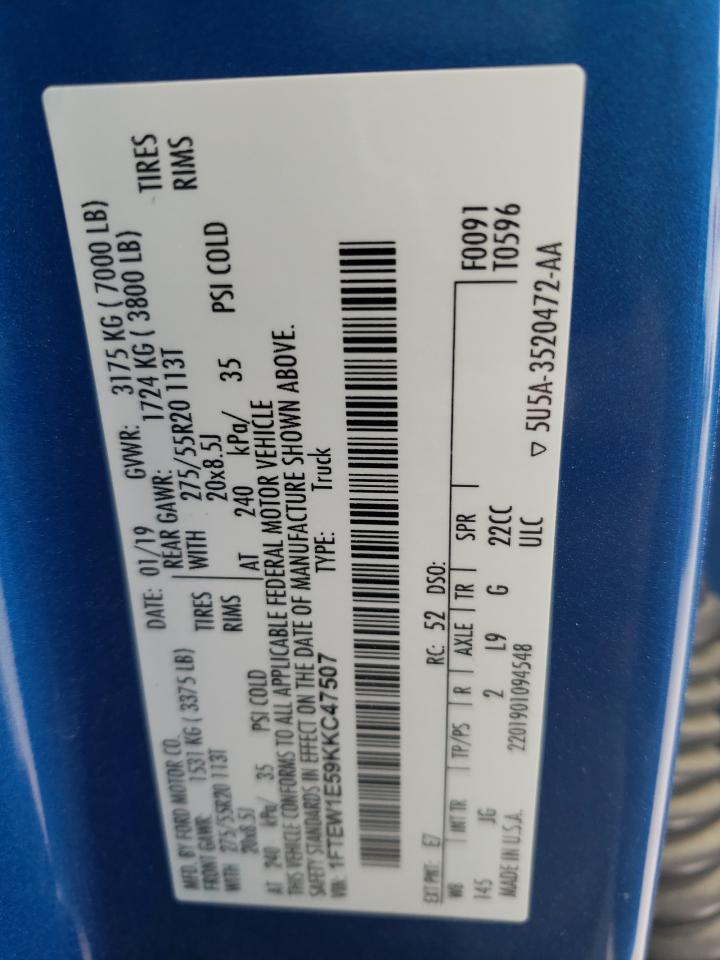 MFD. BY FORD MOTOR CO.
DATE: 01/19 GVWR: 3175 KG ( 7000 LB)
FRONT GAWR: 1531 KG ( 3375 LB) REAR GAWR: 1724 KG ( 3800 LB)
WITH 275/55R20 113T TIRES WITH 275/55R20 113T TIRES
20x8.5J RIMS 20x8.5J RIMS
AT 240 kPa/ 35 PSI COLD AT 240 kPa/ 35 PSI COLD
THIS VEHICLE CONFORMS TO ALL APPLICABLE FEDERAL MOTOR VEHICLE
SAFETY STANDARDS IN EFFECT ON THE DATE OF MANUFACTURE SHOWN ABOVE.
VIN: 1FTEW1E59KKC47507 TYPE: Truck
F0091
T0596
EXT PNT: E7 RC: 52 DSO:
WB INT TR TP/PS R AXLE TR SPR
145 JG 2 L9 G 22CC
MADE IN U.S.A. 2201901094548 ULC
▽ 5U5A-3520472-AA